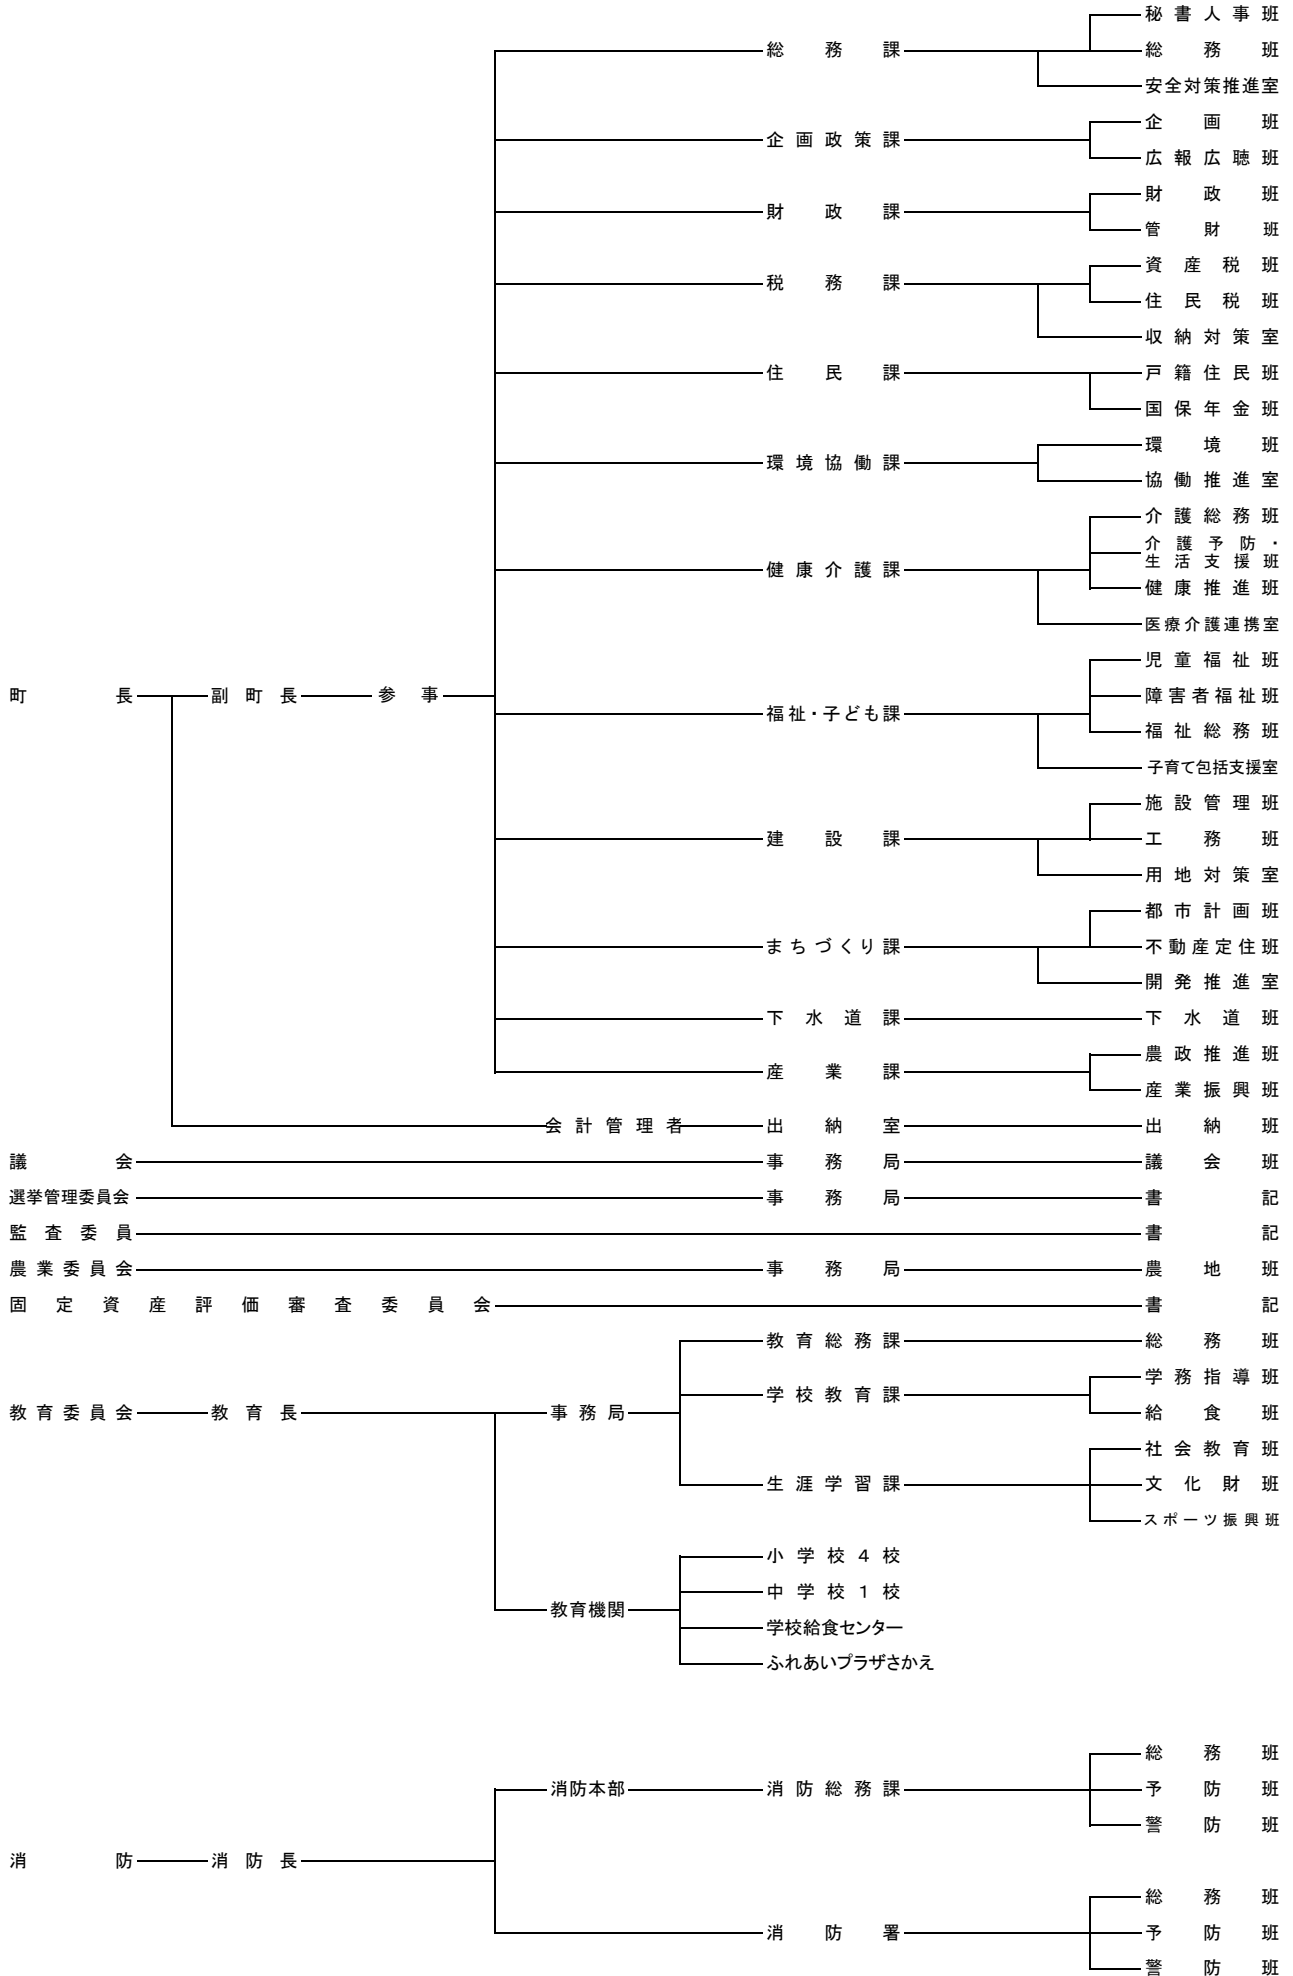 秘書人事班
総務課 総務班
安全対策推進室
企画班
企画政策課
広報広聴班
財政班
財政課
管財班
資産税班
税務課
住民税班
収納対策室
住民課 戸籍住民班
国保年金班
環境班
環境協働課
協働推進室
介護総務班
介護予防・
生活支援班
健康介護課
健康推進班
医療介護連携室
児童福祉班
町長 副町長 参事 障害者福祉班
福祉・子ども課
福祉総務班
子育て包括支援室
施設管理班
建設課 工務班
用地対策室
都市計画班
まちづくり課 不動産定住班
開発推進室
下水道課 下水道班
農政推進班
産業課
産業振興班
会計管理者 出納室 出納班
議会 事務局 議会班
選挙管理委員会 事務局 書記
監査委員 書記
農業委員会 事務局 農地班
固定資産評価審査委員会 書記
教育総務課 総務班
学務指導班
学校教育課
教育委員会 教育長 事務局 給食班
社会教育班
生涯学習課 文化財班
スポーツ振興班
小学校4校
中学校1校
教育機関
学校給食センター
ふれあいプラザさかえ
総務班
消防本部 消防総務課 予防班
警防班
消防 消防長
総務班
消防署 予防班
警防班